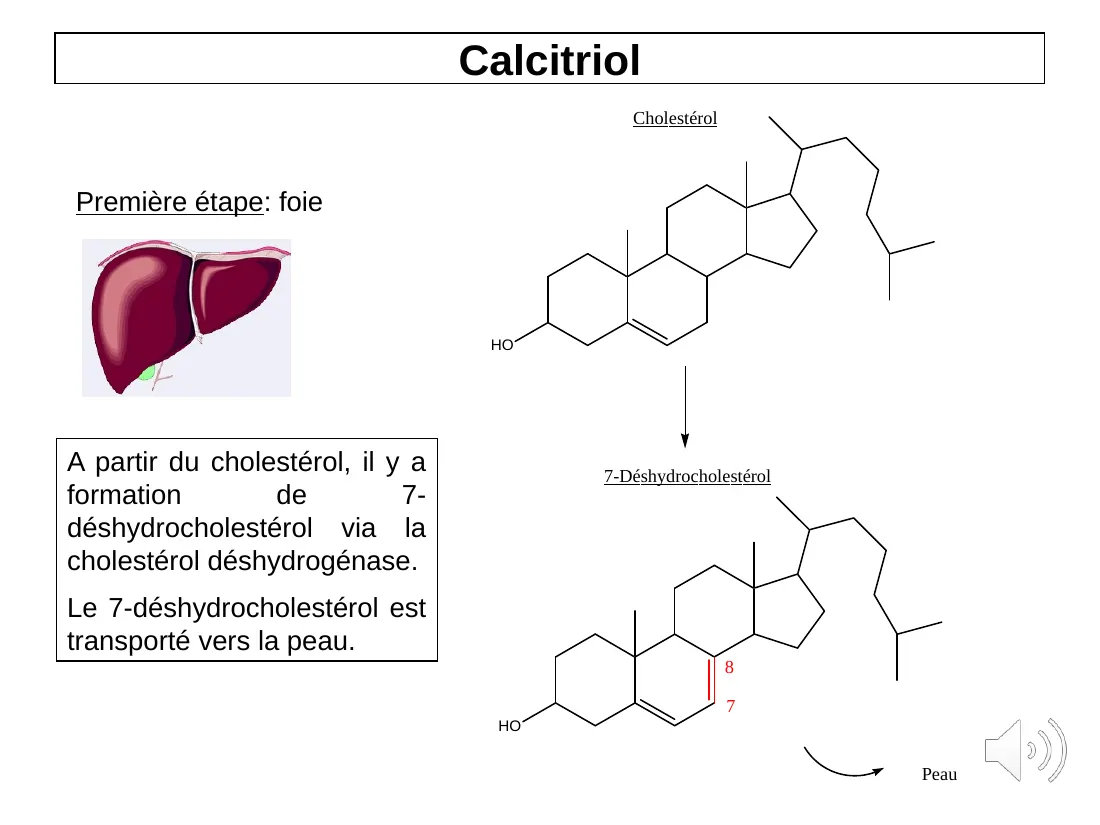 Calcitriol
Première étape: foie
A partir du cholestérol, il y a
formation de 7-
déshydrocholestérol via la
cholestérol déshydrogénase.
Le 7-déshydrocholestérol est
transporté vers la peau.
Cholestérol
HO
7-Déshydrocholestérol
8
7
HO
Peau